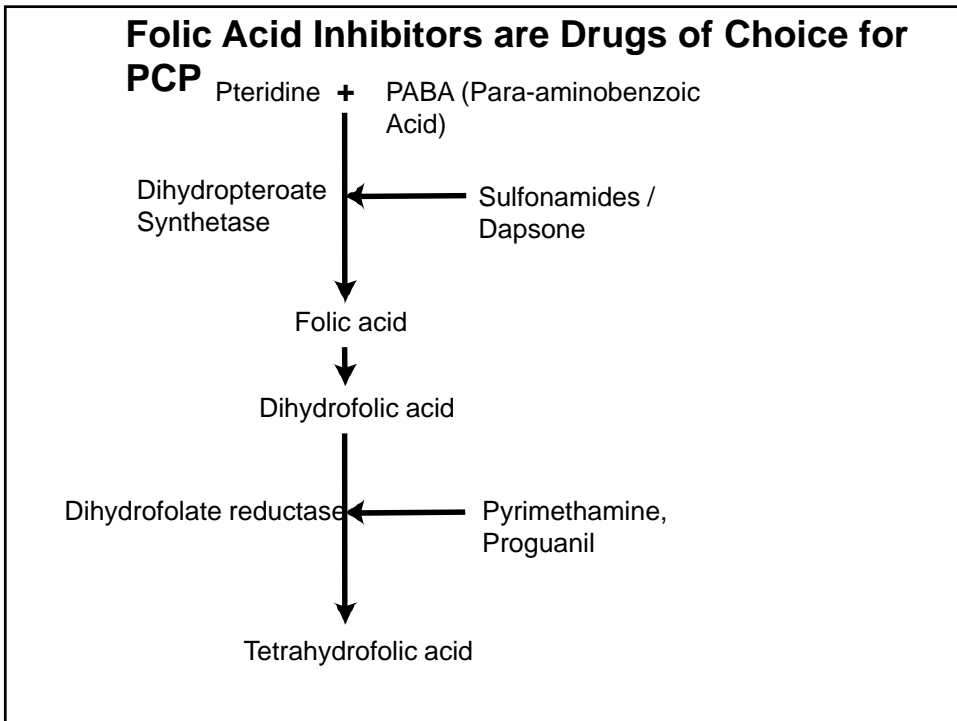 Folic Acid Inhibitors are Drugs of Choice for
PCP
Pteridine + PABA (Para-aminobenzoic
Acid)
Dihydropteroate
Synthetase
Sulfonamides /
Dapsone
Folic acid
Dihydrofolic acid
Dihydrofolate reductase
Pyrimethamine,
Proguanil
Tetrahydrofolic acid